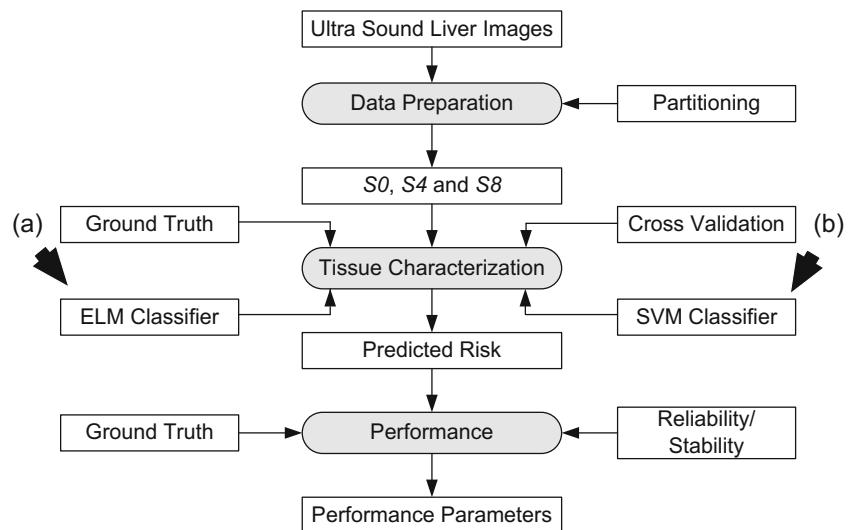 Ultra Sound Liver Images
Data Preparation
Partitioning
S0, S4 and S8
(a)
Ground Truth
Cross Validation
(b)
Tissue Characterization
ELM Classifier
SVM Classifier
Predicted Risk
Ground Truth
Performance
Reliability/
Stability
Performance Parameters